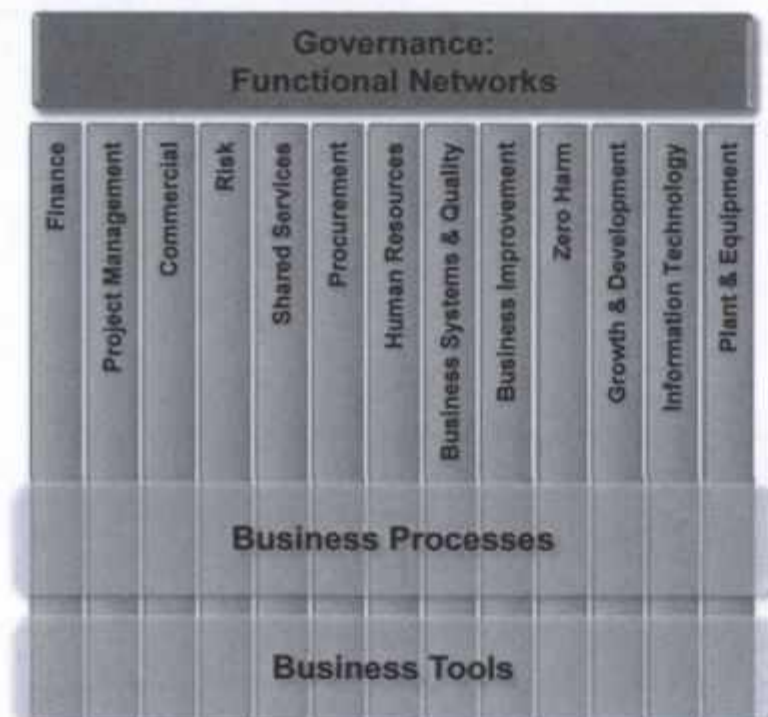 Governance:
Functional Networks
Finance
Project Management
Commercial
Risk
Shared Services
Procurement
Human Resources
Business Systems & Quality
Business Improvement
Zero Harm
Growth & Development
Information Technology
Plant & Equipment
Business Processes
Business Tools